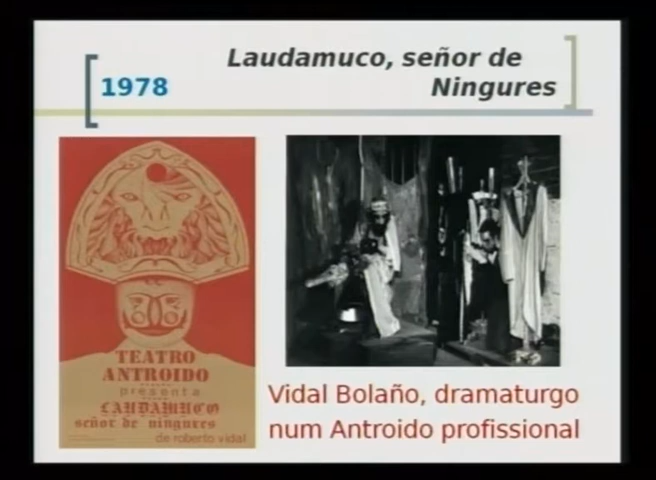 Laudamuco, señor de
Ningures
1978
TEATRO
ANTROIDO
presenta
LAUDAMUCO
señor de ningures
de roberto vidal
Vidal Bolaño, dramaturgo
num Antroido profissional